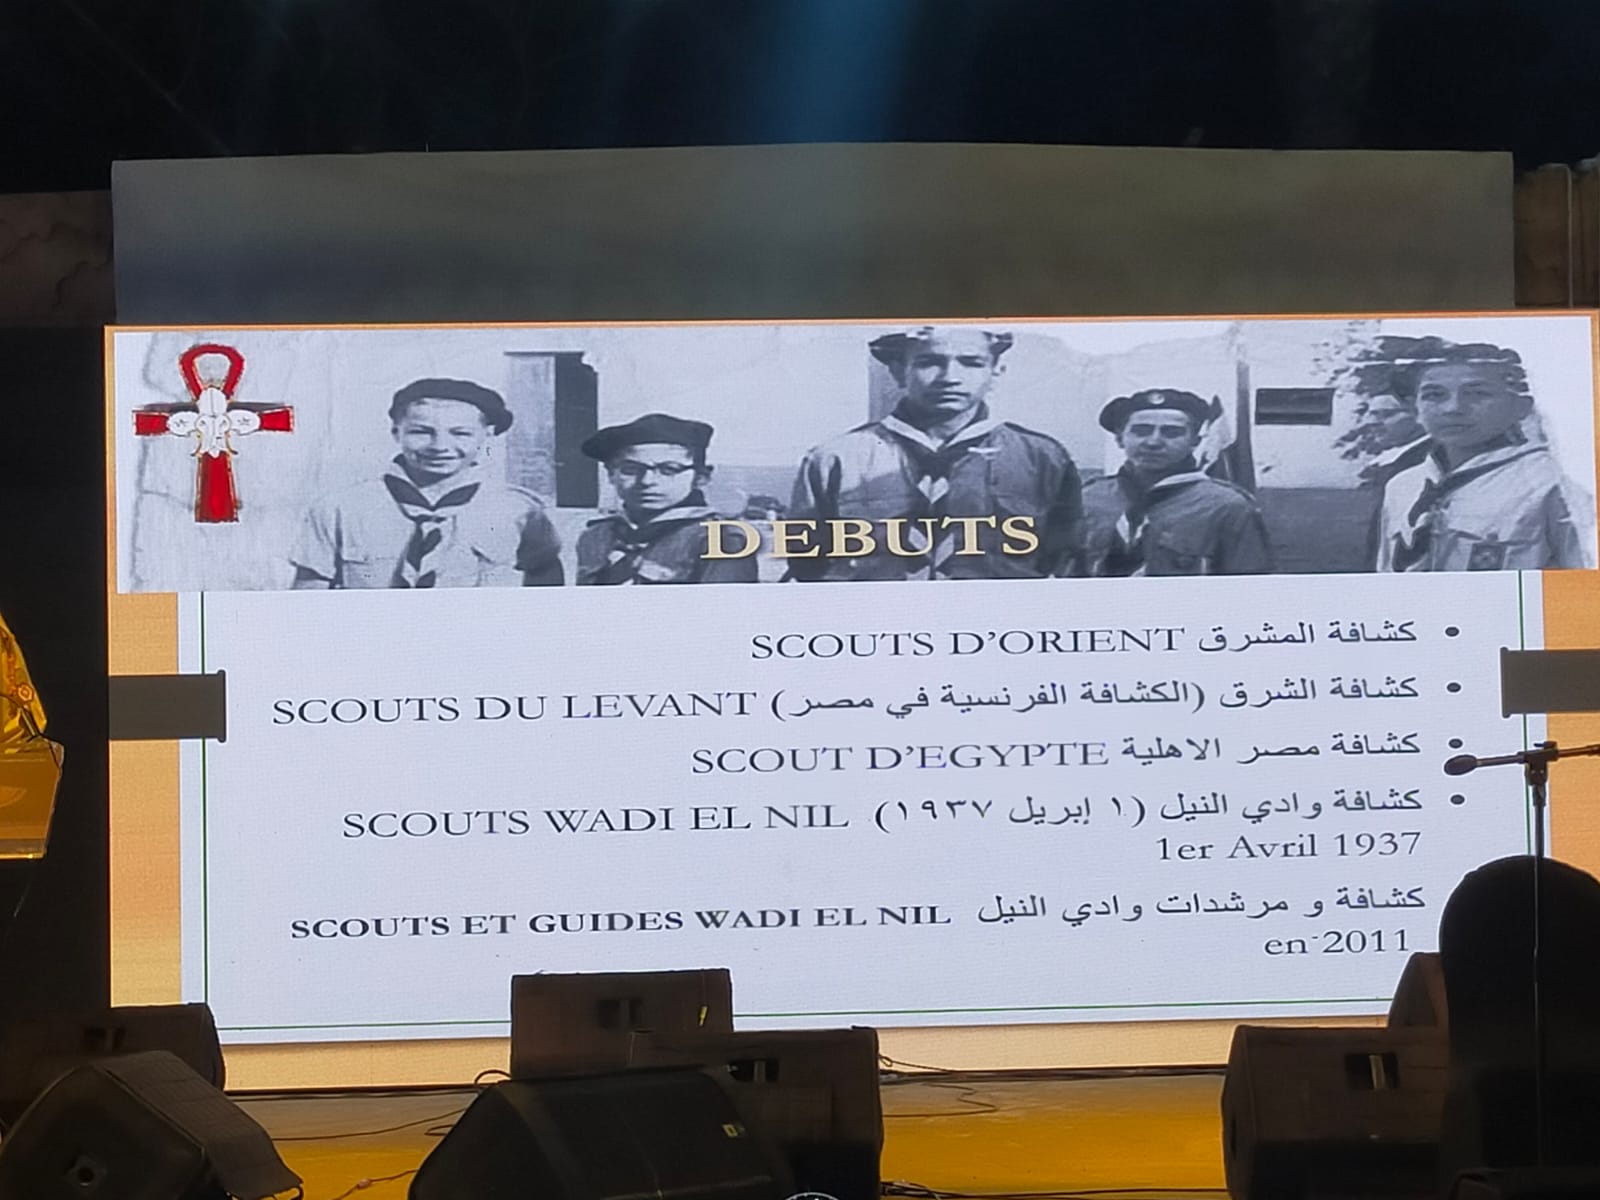 DEBUTS
• كشافة المشرق SCOUTS D'ORIENT
• كشافة الشرق (الكشافة الفرنسية في مصر) SCOUTS DU LEVANT
• كشافة مصر الاهلية SCOUT D'EGYPTE
• كشافة وادي النيل (١ إبريل ١٩٣٧) SCOUTS WADI EL NIL
1er Avril 1937
كشافة و مرشدات وادي النيل SCOUTS ET GUIDES WADI EL NIL
en 2011